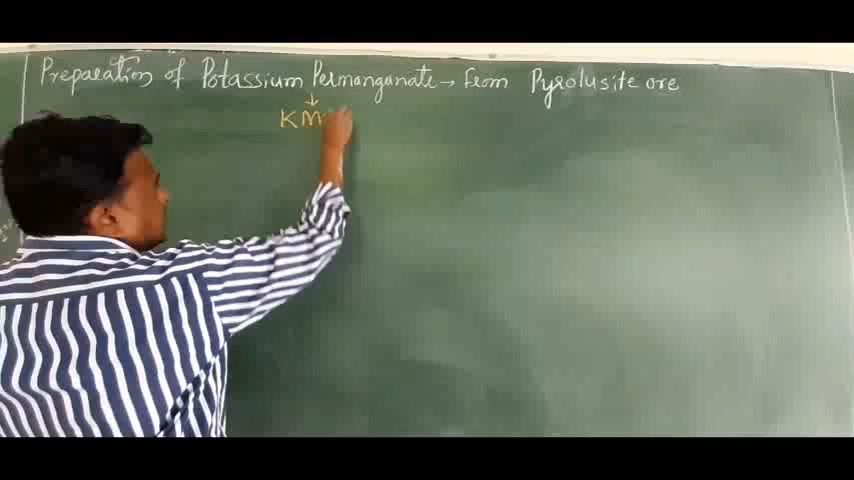 Preparation of Potassium Permanganate → from Pyrolusite ore
↓
KM